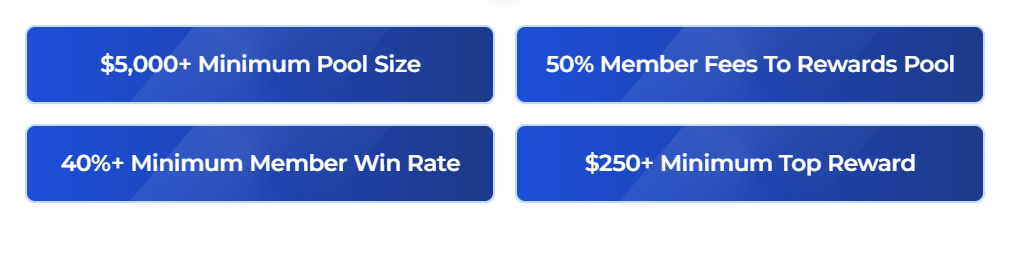 $5,000+ Minimum Pool Size
50% Member Fees To Rewards Pool
40%+ Minimum Member Win Rate
$250+ Minimum Top Reward